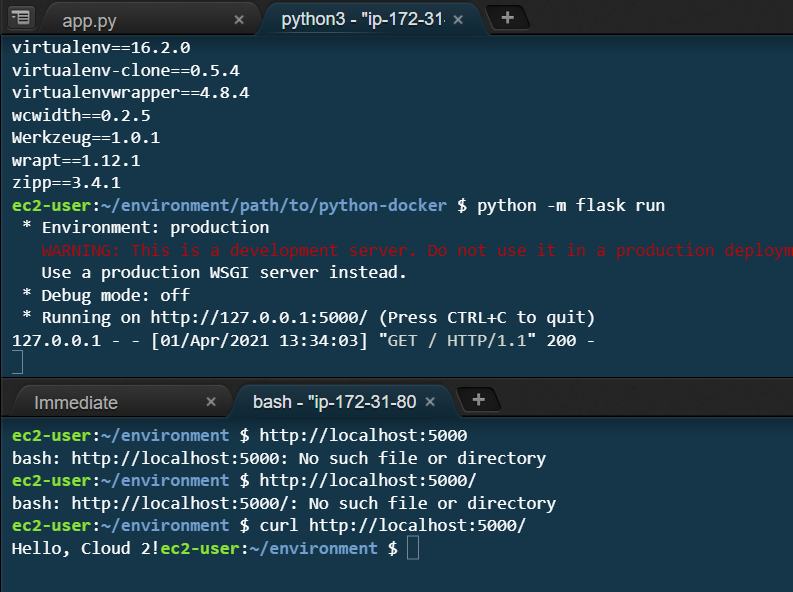 app.py ×
python3 - "ip-172-31- × +
virtualenv==16.2.0
virtualenv-clone==0.5.4
virtualenvwrapper==4.8.4
wcwidth==0.2.5
Werkzeug==1.0.1
wrapt==1.12.1
zipp==3.4.1
ec2-user:~/environment/path/to/python-docker $ python -m flask run
* Environment: production
WARNING: This is a development server. Do not use it in a production deploym
Use a production WSGI server instead.
* Debug mode: off
* Running on http://127.0.0.1:5000/ (Press CTRL+C to quit)
127.0.0.1 - - [01/Apr/2021 13:34:03] "GET / HTTP/1.1" 200 -
Immediate ×
bash - "ip-172-31-80 × +
ec2-user:~/environment $ http://localhost:5000
bash: http://localhost:5000: No such file or directory
ec2-user:~/environment $ http://localhost:5000/
bash: http://localhost:5000/: No such file or directory
ec2-user:~/environment $ curl http://localhost:5000/
Hello, Cloud 2!ec2-user:~/environment $